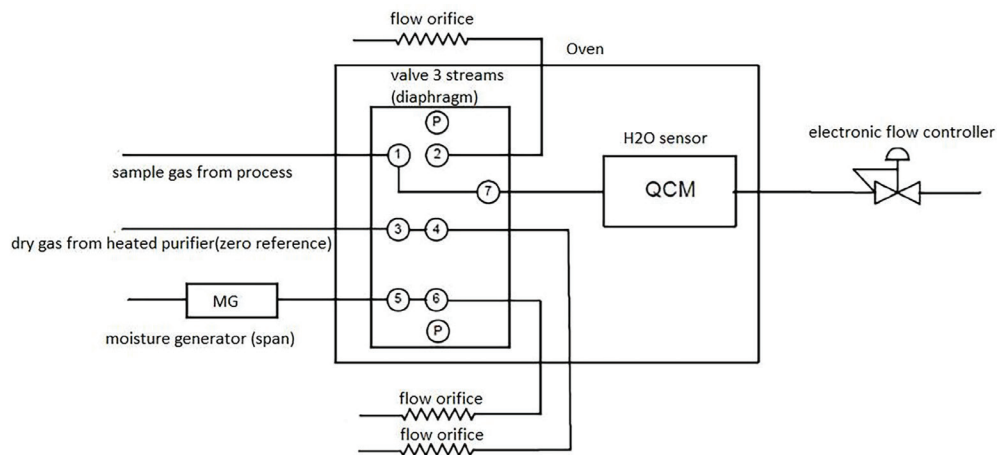 flow orifice
Oven
valve 3 streams
(diaphragm)
P
electronic flow controller
H2O sensor
1
2
sample gas from process
7
QCM
dry gas from heated purifier(zero reference)
3
4
MG
5
6
moisture generator (span)
P
flow orifice
flow orifice